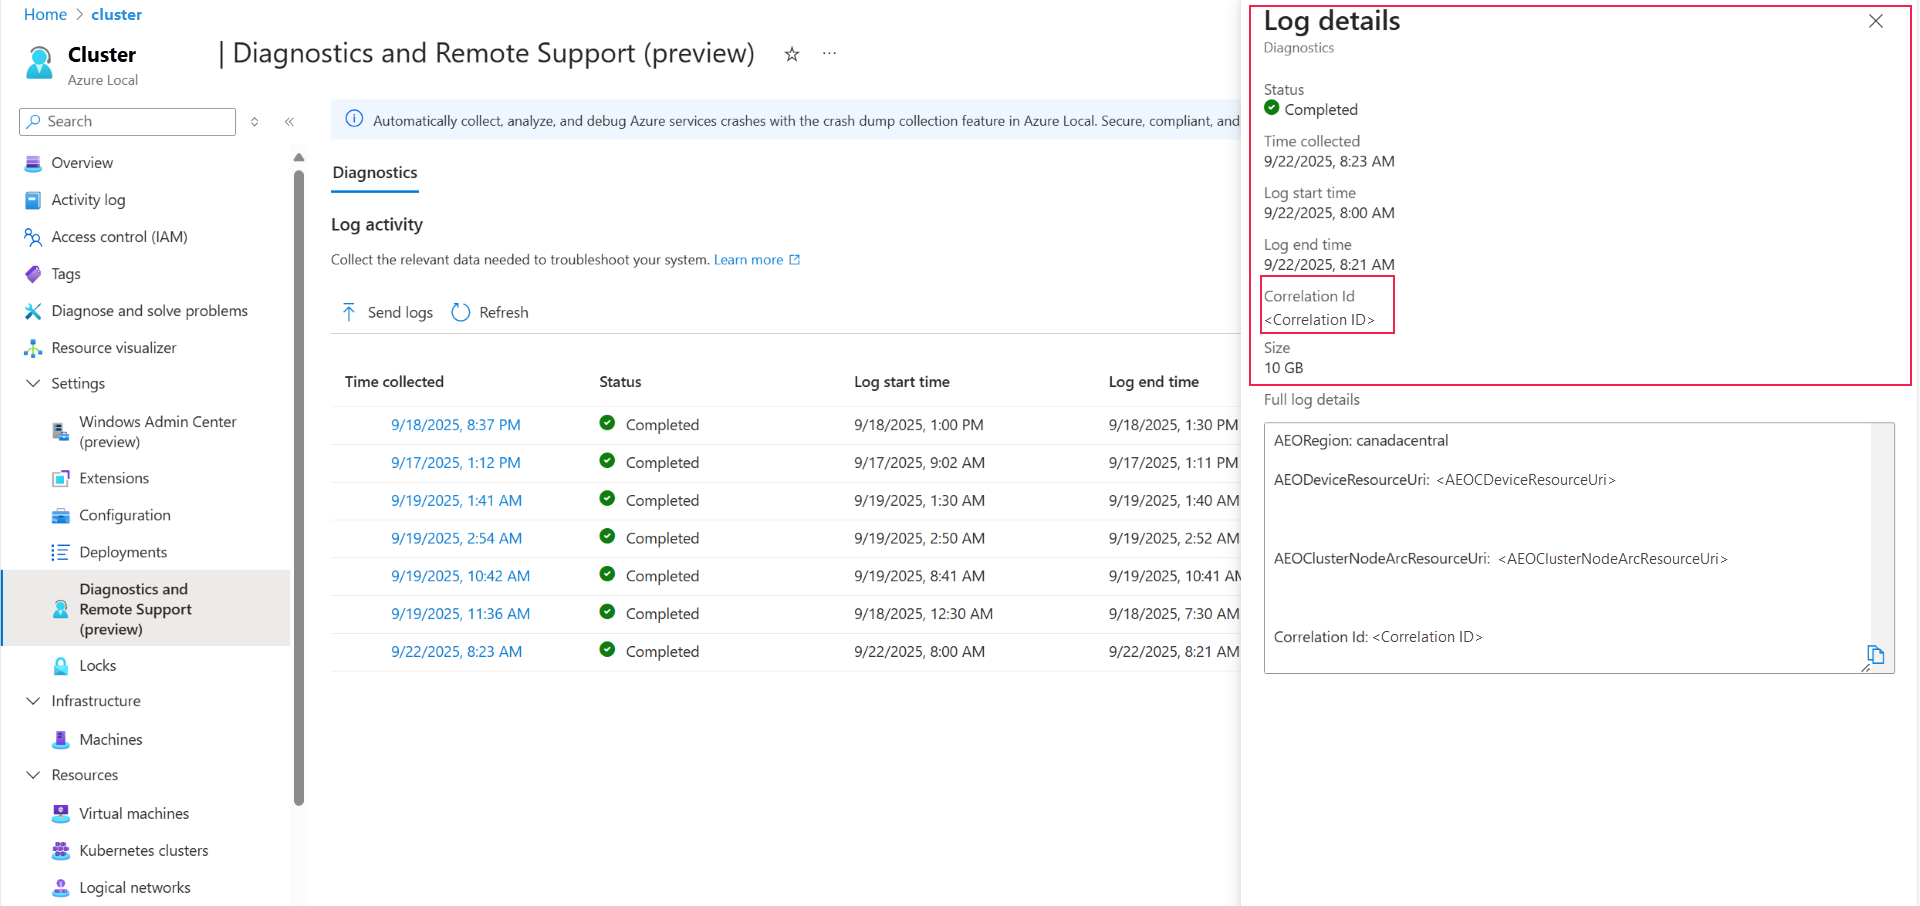 Home > cluster
Cluster
Azure Local
| Diagnostics and Remote Support (preview)
Search
Overview
Activity log
Access control (IAM)
Tags
Diagnose and solve problems
Resource visualizer
Settings
Windows Admin Center
(preview)
Extensions
Configuration
Deployments
Diagnostics and
Remote Support
(preview)
Locks
Infrastructure
Machines
Resources
Virtual machines
Kubernetes clusters
Logical networks
Automatically collect, analyze, and debug Azure services crashes with the crash dump collection feature in Azure Local. Secure, compliant, and
Diagnostics
Log activity
Collect the relevant data needed to troubleshoot your system. Learn more
Send logs Refresh
Time collected Status Log start time Log end time
9/18/2025, 8:37 PM Completed 9/18/2025, 1:00 PM 9/18/2025, 1:30 PM
9/17/2025, 1:12 PM Completed 9/17/2025, 9:02 AM 9/17/2025, 1:11 PM
9/19/2025, 1:41 AM Completed 9/19/2025, 1:30 AM 9/19/2025, 1:40 AM
9/19/2025, 2:54 AM Completed 9/19/2025, 2:50 AM 9/19/2025, 2:52 AM
9/19/2025, 10:42 AM Completed 9/19/2025, 8:41 AM 9/19/2025, 10:41 AM
9/19/2025, 11:36 AM Completed 9/18/2025, 12:30 AM 9/18/2025, 7:30 AM
9/22/2025, 8:23 AM Completed 9/22/2025, 8:00 AM 9/22/2025, 8:21 AM
Log details
Diagnostics
Status
Completed
Time collected
9/22/2025, 8:23 AM
Log start time
9/22/2025, 8:00 AM
Log end time
9/22/2025, 8:21 AM
Correlation Id
<Correlation ID>
Size
10 GB
Full log details
AEORegion: canadacentral
AEODeviceResourceUri: <AEOCDeviceResourceUri>
AEOClusterNodeArcResourceUri: <AEOClusterNodeArcResourceUri>
Correlation Id: <Correlation ID>